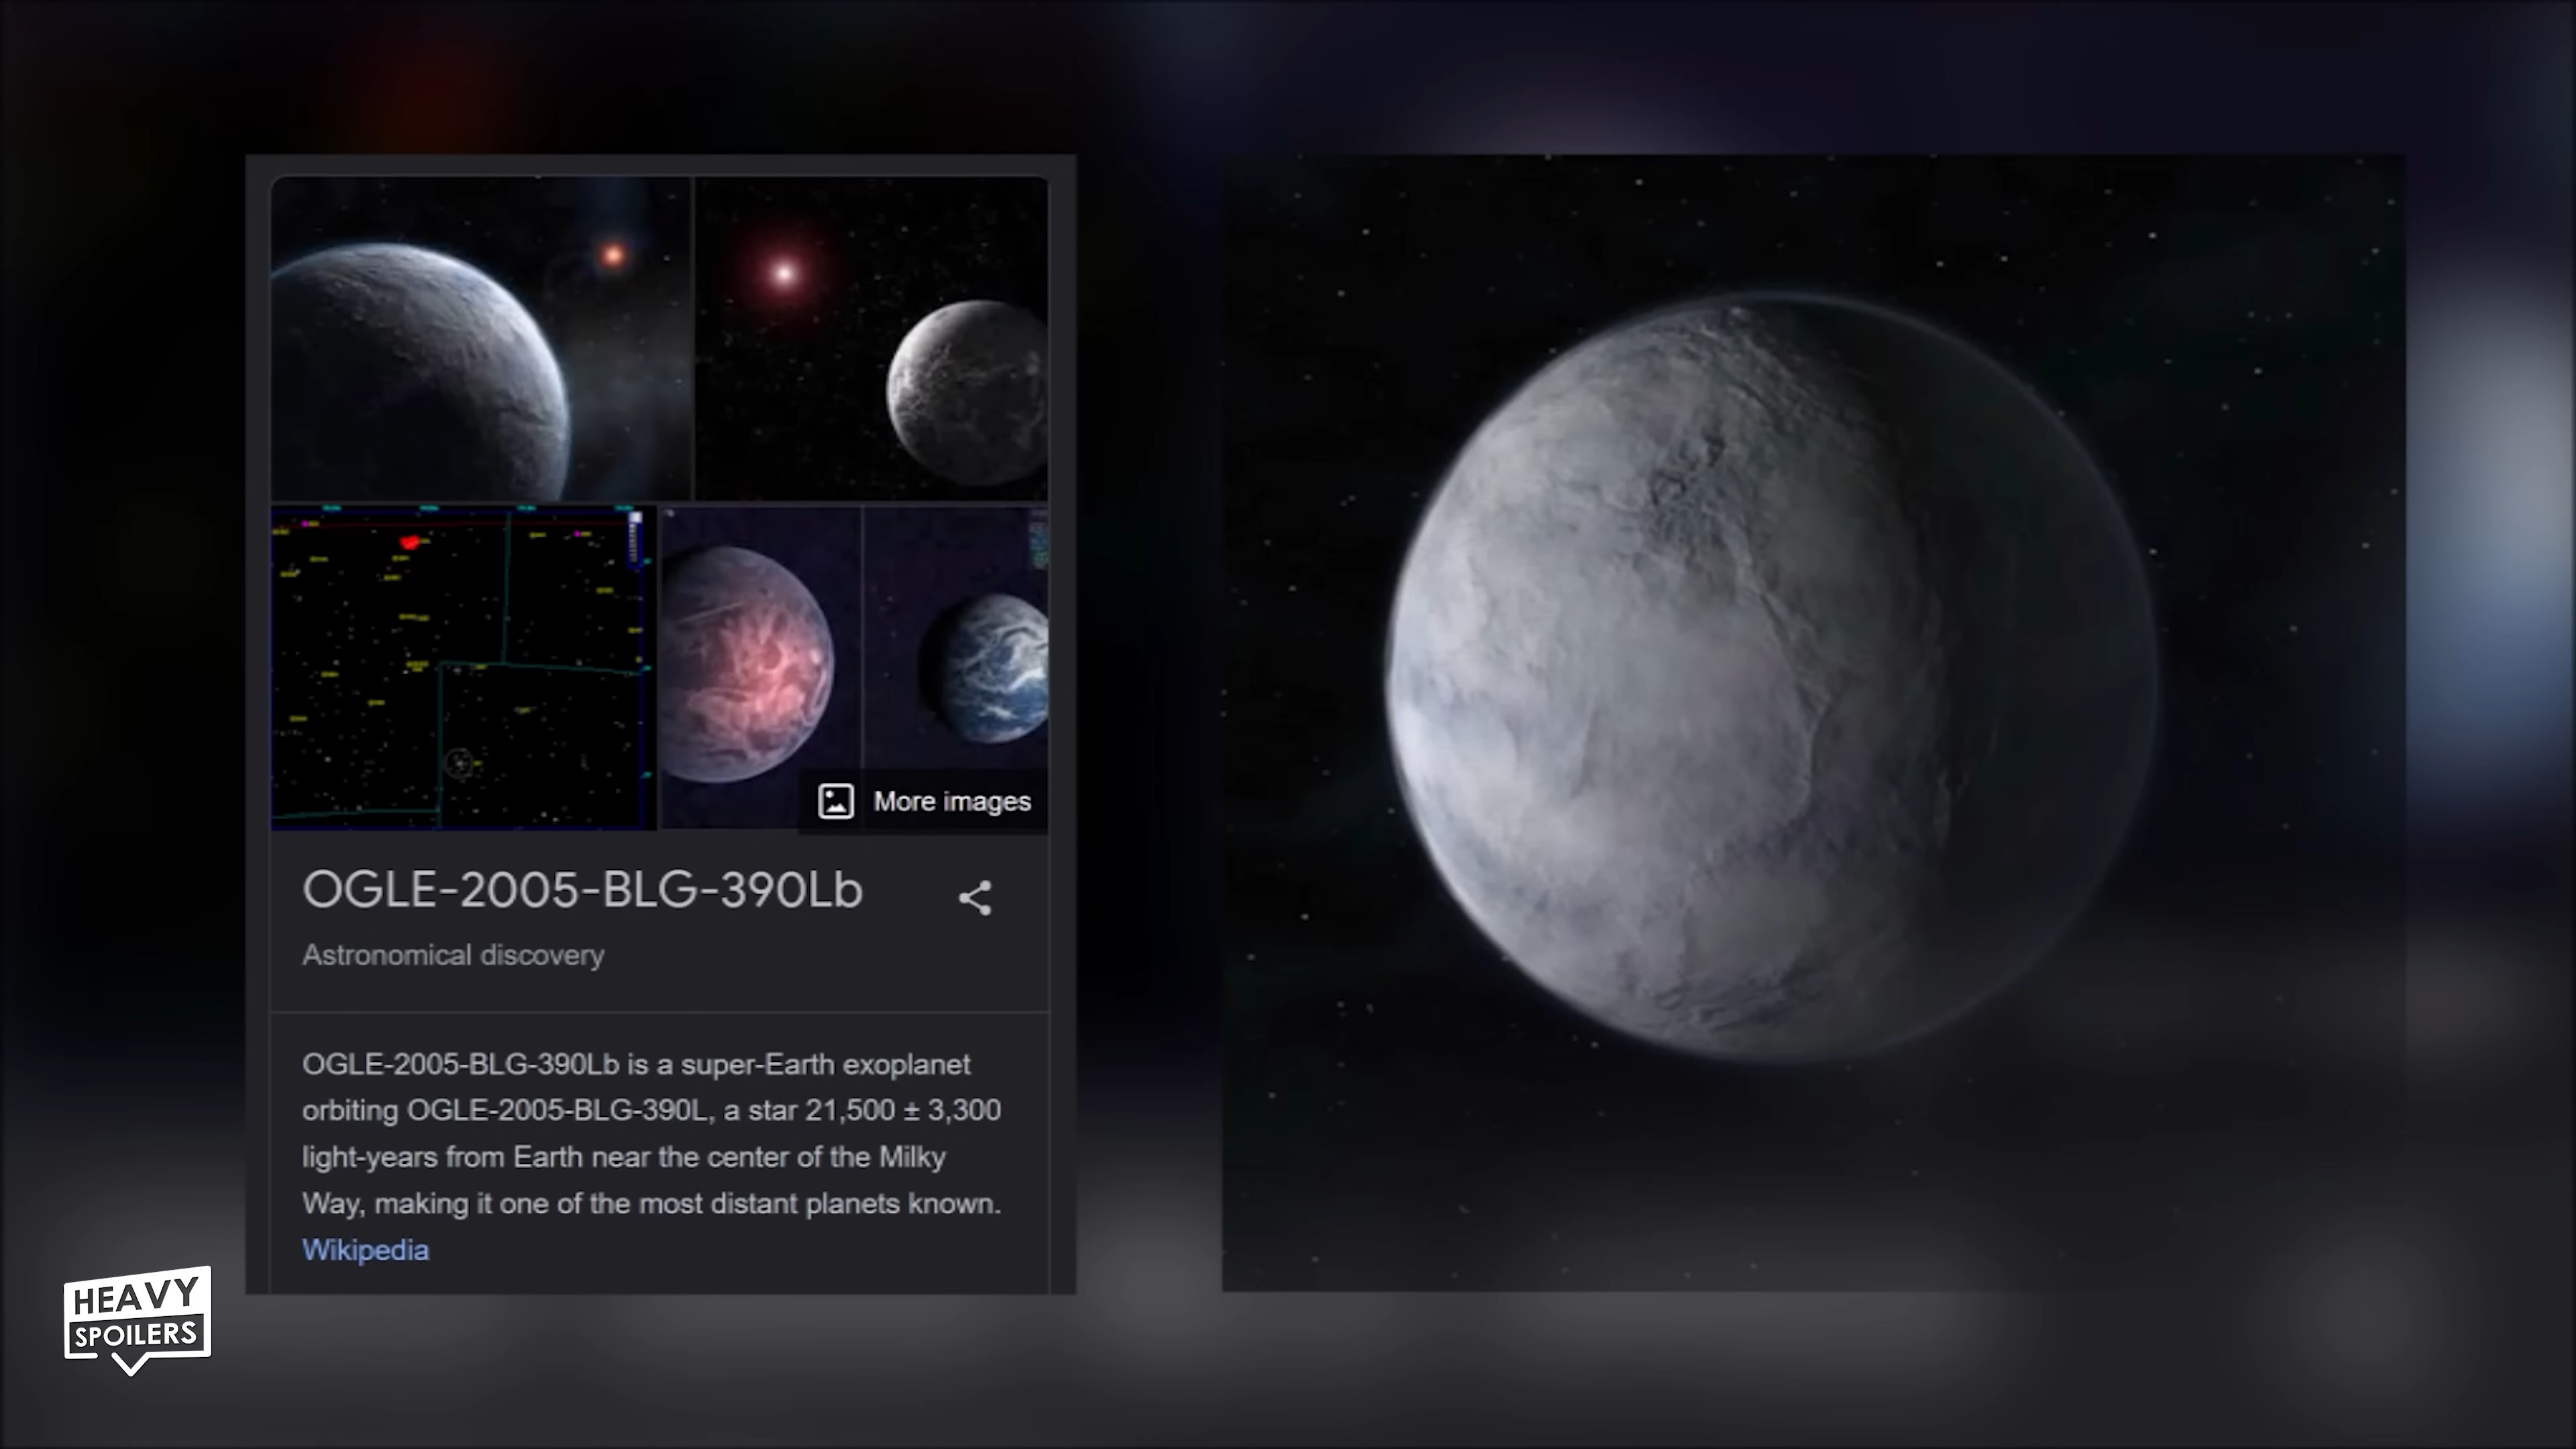 More images
OGLE-2005-BLG-390Lb
Astronomical discovery
OGLE-2005-BLG-390Lb is a super-Earth exoplanet
orbiting OGLE-2005-BLG-390L, a star 21,500 ± 3,300
light-years from Earth near the center of the Milky
Way, making it one of the most distant planets known.
Wikipedia
HEAVY
SPOILERS